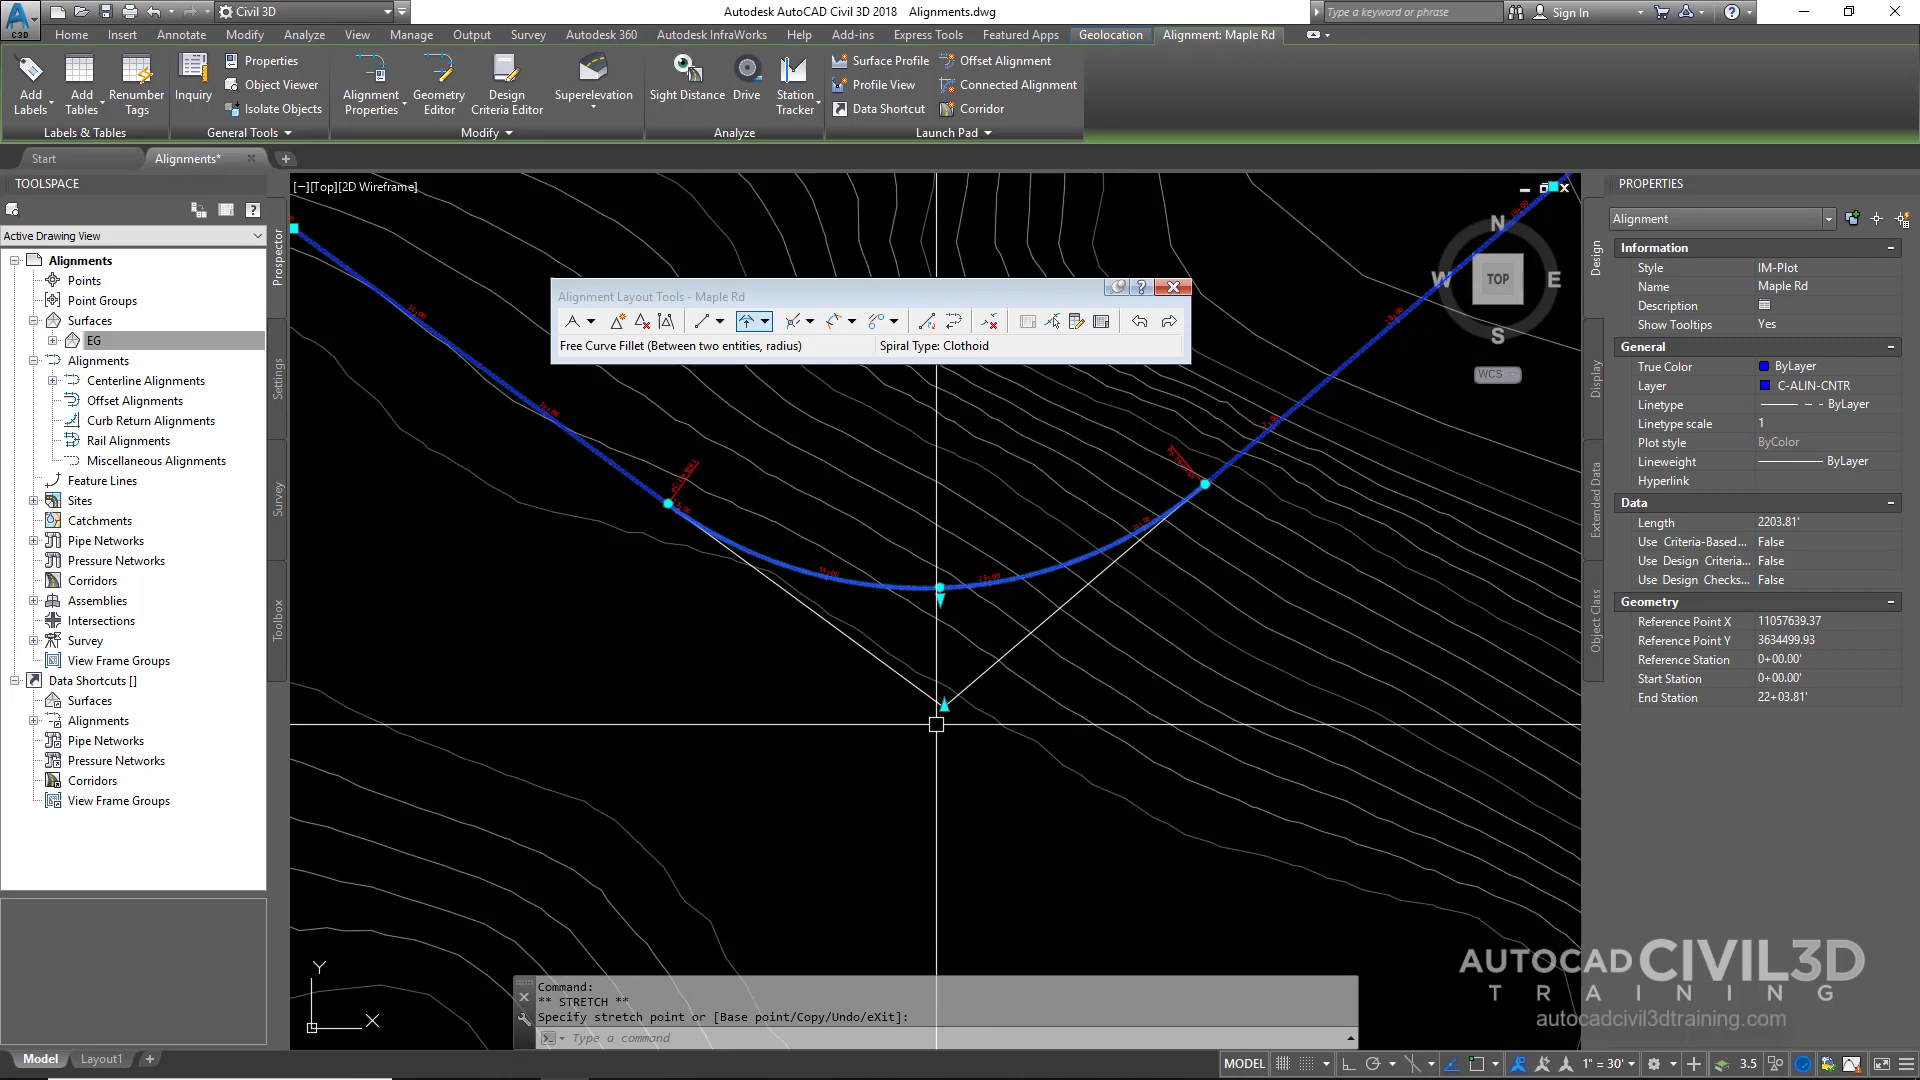 Civil 3D
Autodesk AutoCAD Civil 3D 2018 Alignments.dwg
Type a keyword or phrase
Sign In
C3D
Home Insert Annotate Modify Analyze View Manage Output Survey Autodesk 360 Autodesk InfraWorks Help Add-ins Express Tools Featured Apps Geolocation Alignment: Maple Rd
Add Labels
Add Tables
Renumber Tags
Labels & Tables
Inquiry
Properties
Object Viewer
Isolate Objects
General Tools
Alignment Properties
Geometry Editor
Design Criteria Editor
Superelevation
Modify
Sight Distance
Drive
Station Tracker
Analyze
Surface Profile
Profile View
Data Shortcut
Offset Alignment
Connected Alignment
Corridor
Launch Pad
Start
Alignments*
TOOLSPACE
Active Drawing View
Alignments
Points
Point Groups
Surfaces
EG
Alignments
Centerline Alignments
Offset Alignments
Curb Return Alignments
Rail Alignments
Miscellaneous Alignments
Feature Lines
Sites
Catchments
Pipe Networks
Pressure Networks
Corridors
Assemblies
Intersections
Survey
View Frame Groups
Data Shortcuts []
Surfaces
Alignments
Pipe Networks
Pressure Networks
Corridors
View Frame Groups
Prospector
Settings
Survey
Toolbox
[−][Top][2D Wireframe]
Alignment Layout Tools - Maple Rd
Free Curve Fillet (Between two entities, radius)
Spiral Type: Clothoid
N
W TOP E
S
WCS
Y
X
Command:
** STRETCH **
Specify stretch point or [Base point/Copy/Undo/eXit]:
Type a command
PROPERTIES
Alignment
Design
Display
Extended Data
Object Class
Information
Style IM-Plot
Name Maple Rd
Description
Show Tooltips Yes
General
True Color ByLayer
Layer C-ALIN-CNTR
Linetype ByLayer
Linetype scale 1
Plot style ByColor
Lineweight ByLayer
Hyperlink
Data
Length 2203.81'
Use Criteria-Based... False
Use Design Criteria... False
Use Design Checks... False
Geometry
Reference Point X 11057639.37
Reference Point Y 3634499.93
Reference Station 0+00.00'
Start Station 0+00.00'
End Station 22+03.81'
AUTOCAD CIVIL3D
TRAINING
autocadcivil3dtraining.com
Model Layout1
MODEL 1" = 30' 3.5